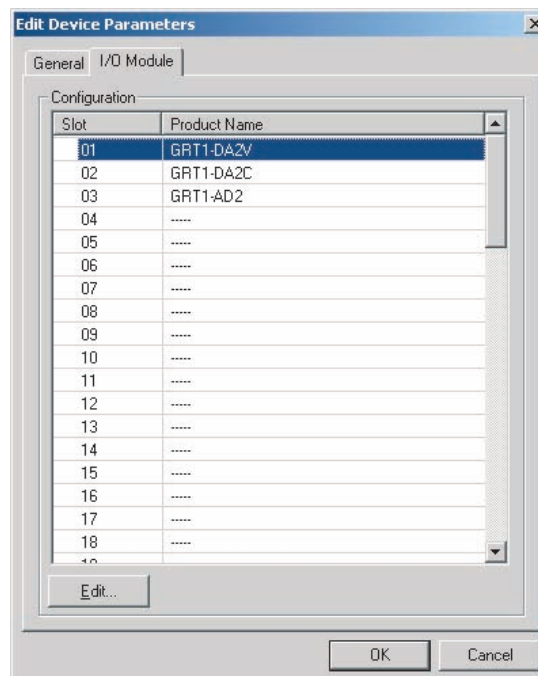 Edit Device Parameters
General I/O Module
Configuration
Slot Product Name
01 GRT1-DA2V
02 GRT1-DA2C
03 GRT1-AD2
04 -----
05 -----
06 -----
07 -----
08 -----
09 -----
10 -----
11 -----
12 -----
13 -----
14 -----
15 -----
16 -----
17 -----
18 -----
Edit...
OK Cancel